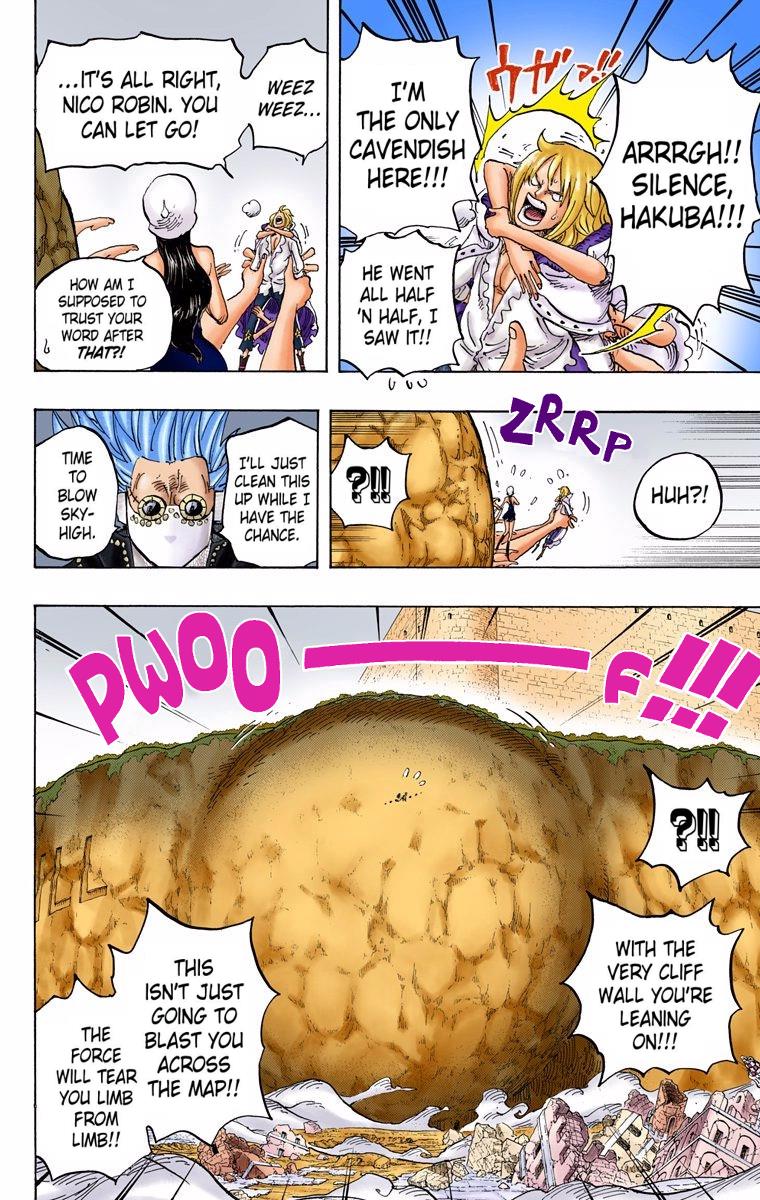 ウガァッ!!
ARRRGH!!
SILENCE,
HAKUBA!!!
I'M
THE ONLY
CAVENDISH
HERE!!!
HE WENT
ALL HALF
'N HALF, I
SAW IT!!
WEEZ
WEEZ...
...IT'S ALL RIGHT,
NICO ROBIN. YOU
CAN LET GO!
HOW AM I
SUPPOSED TO
TRUST YOUR
WORD AFTER
THAT?!
HUH?!
ZRRP
?!!
I'LL JUST
CLEAN THIS
UP WHILE I
HAVE THE
CHANCE.
TIME
TO BLOW
SKY-
HIGH.
PWOO—F!!!
?!!
WITH THE
VERY CLIFF
WALL YOU'RE
LEANING
ON!!!
THIS
ISN'T JUST
GOING TO
BLAST YOU
ACROSS
THE MAP!!
THE
FORCE
WILL TEAR
YOU LIMB
FROM
LIMB!!